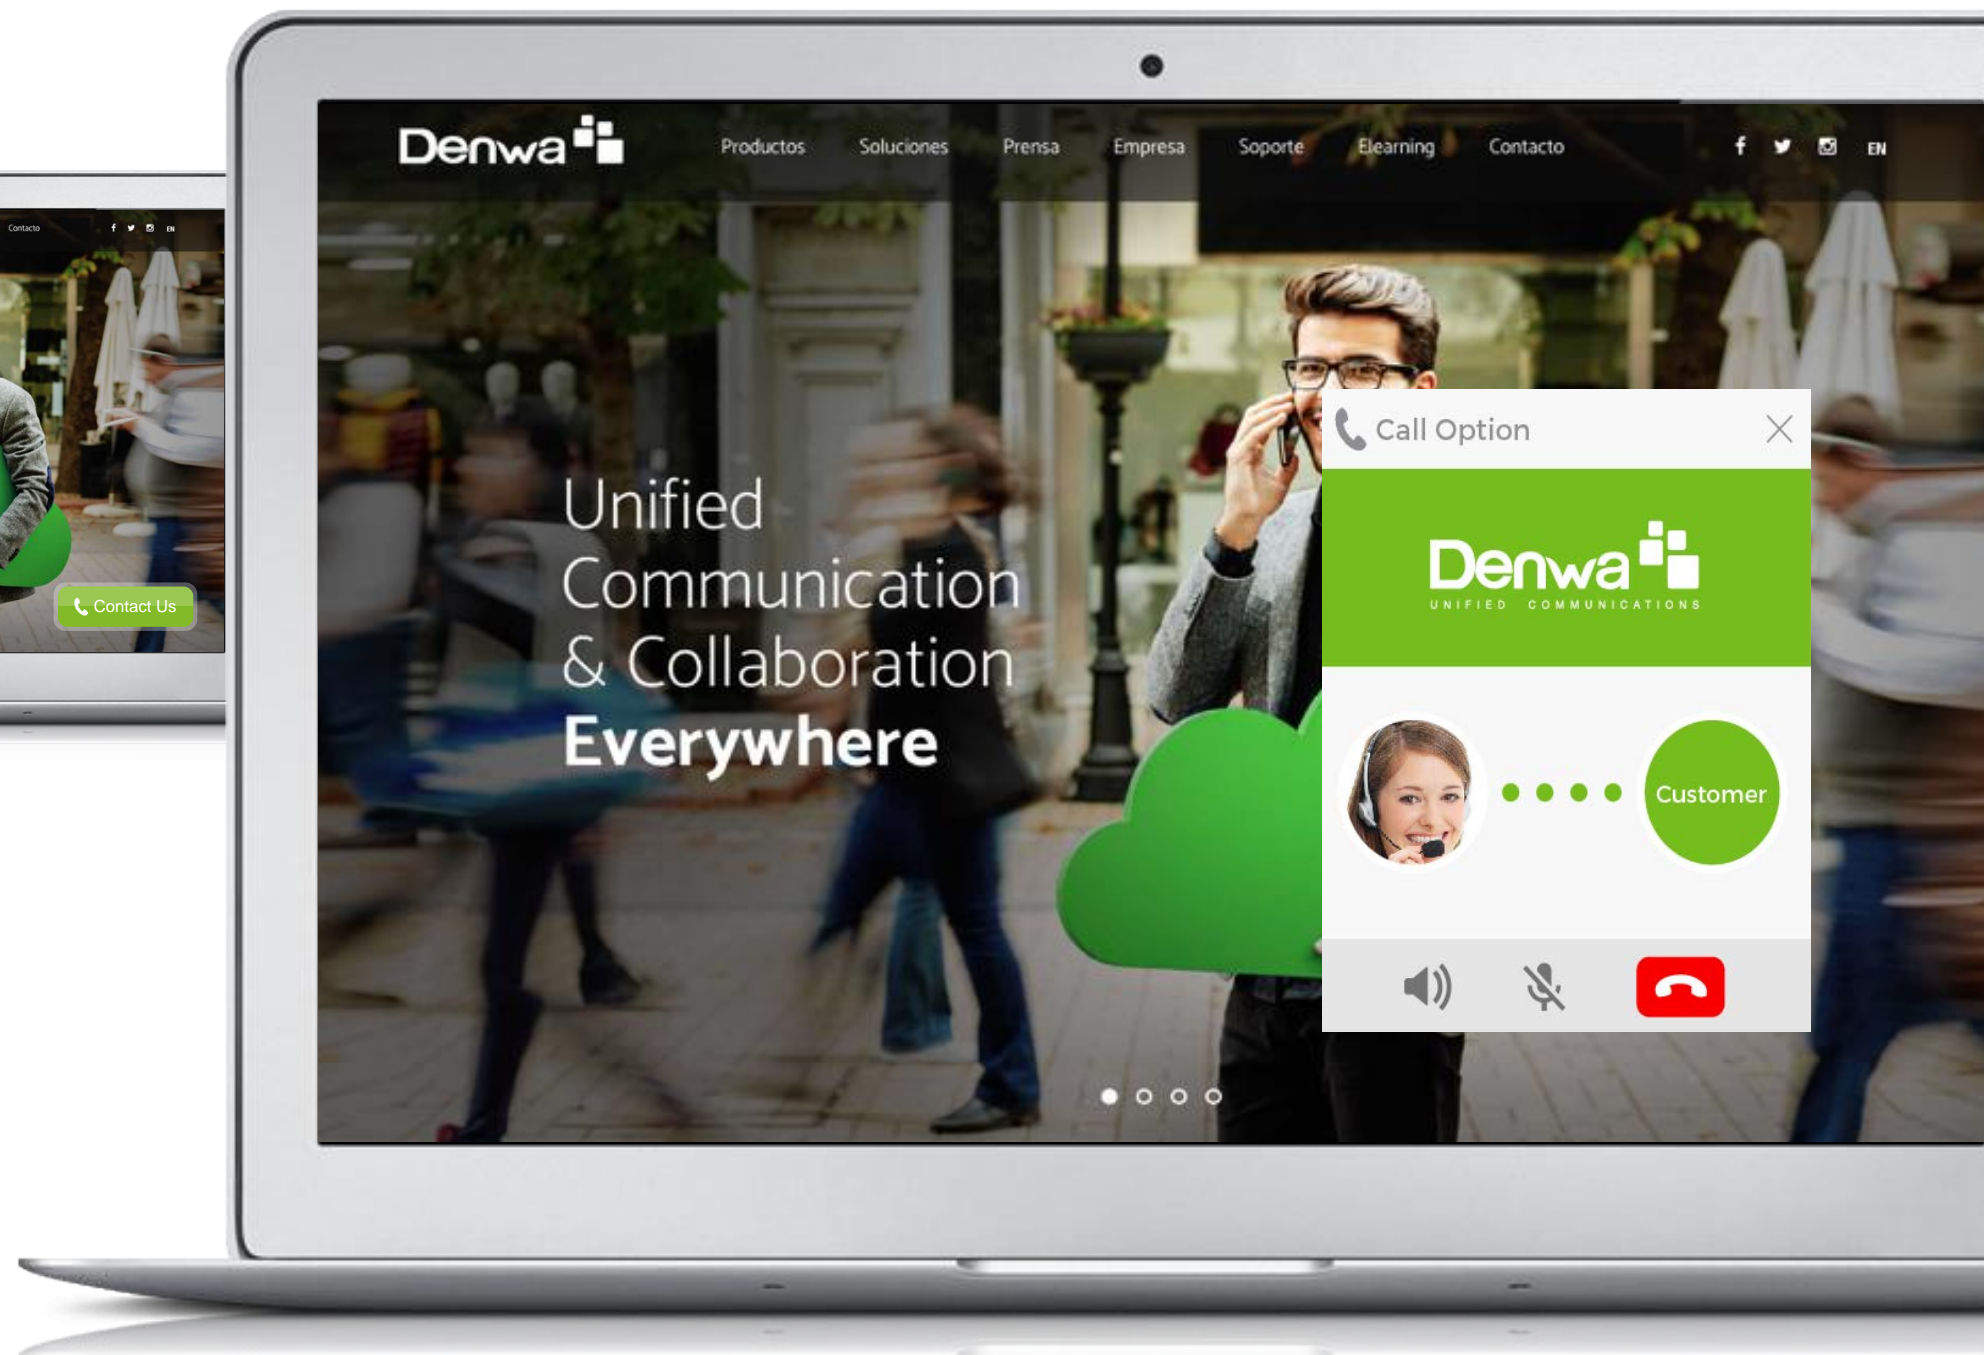 Denwa
Productos Soluciones Prensa Empresa Soporte Elearning Contacto EN
Contacto EN
Contact Us
Unified
Communication
& Collaboration
Everywhere
Call Option
Denwa
UNIFIED COMMUNICATIONS
Customer